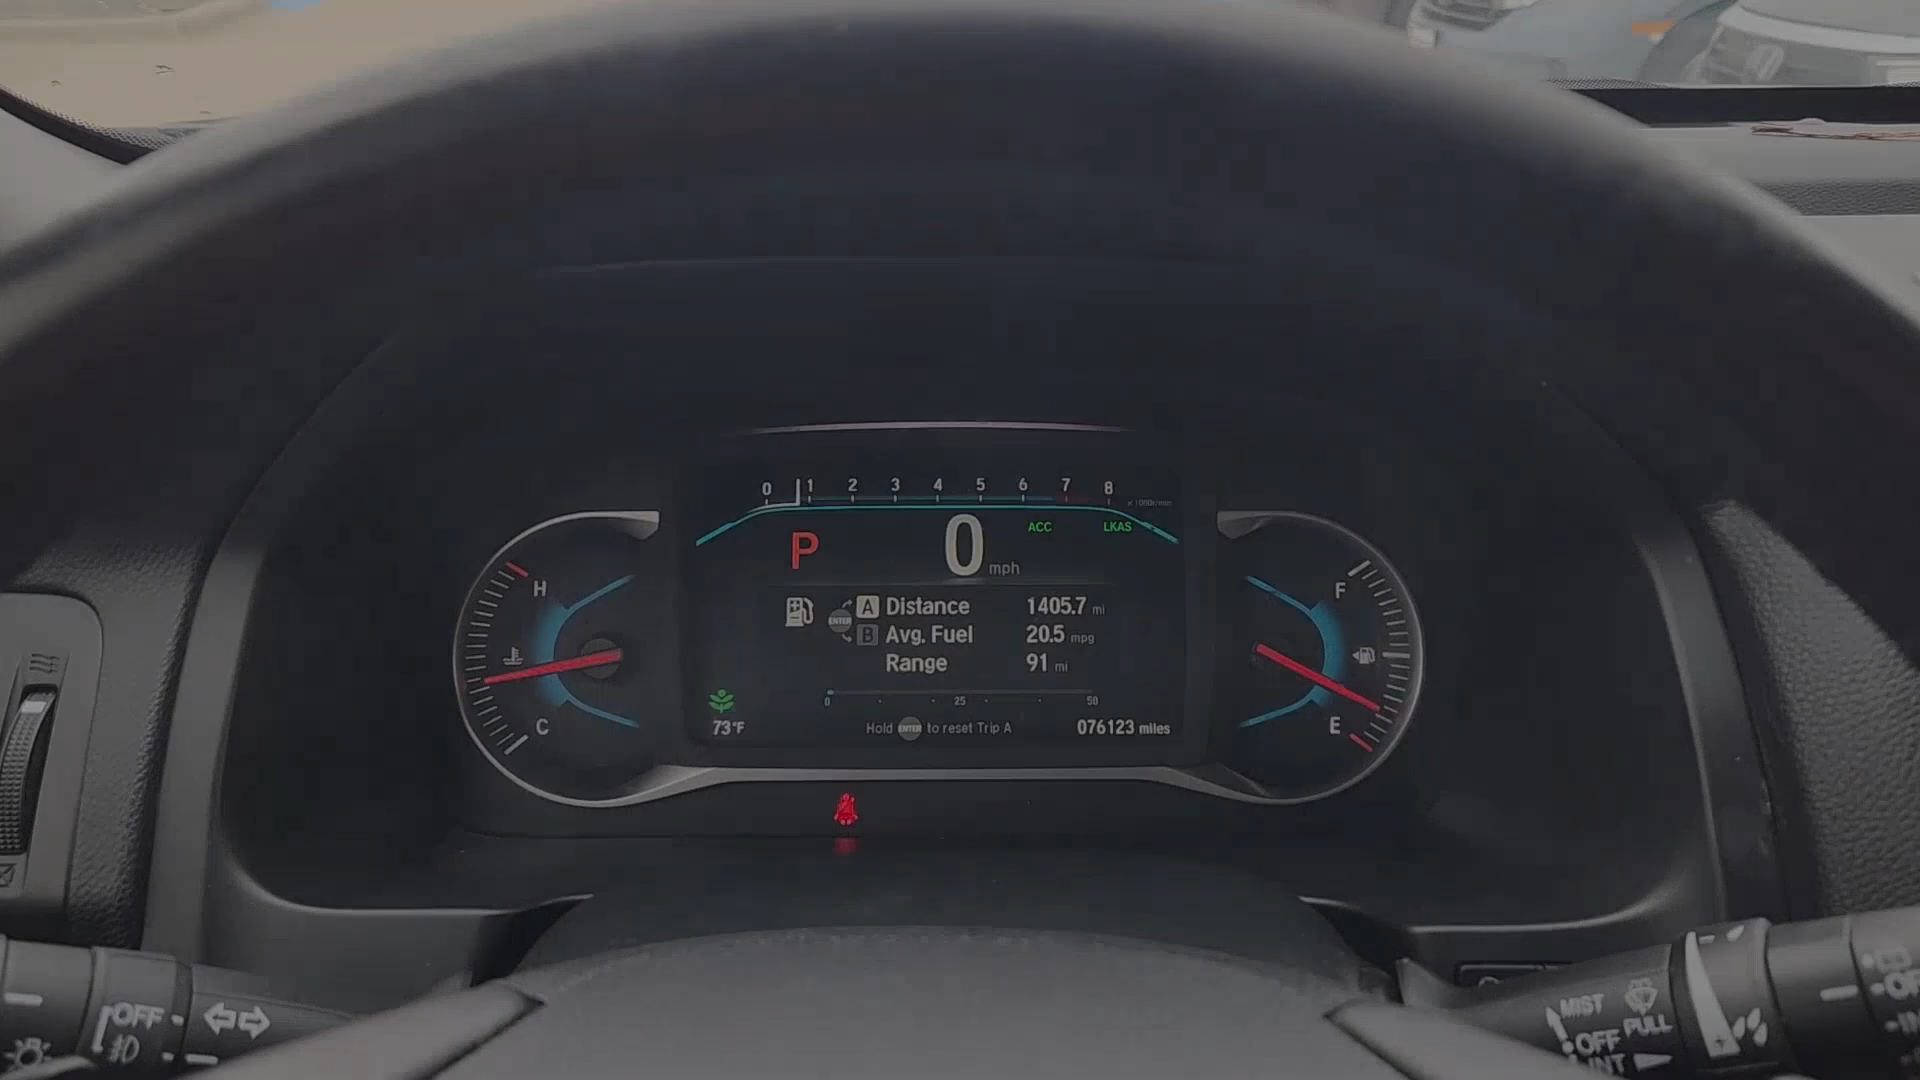 0 1 2 3 4 5 6 7 8
x1000r/min
P 0 mph ACC LKAS
H
C
F
E
ENTER
A Distance 1405.7 mi
B Avg. Fuel 20.5 mpg
Range 91 mi
0 25 50
73°F
Hold ENTER to reset Trip A
076123 miles
OFF
MIST
OFF PULL
INT